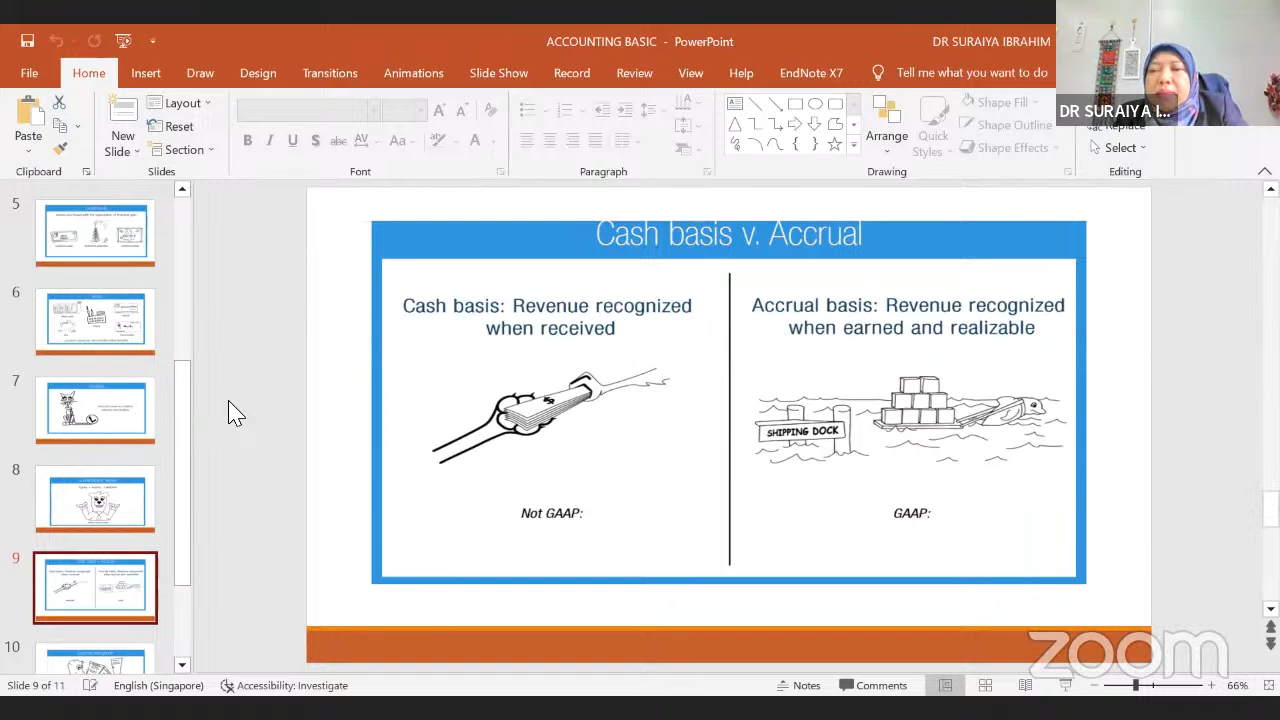 ACCOUNTING BASIC - PowerPoint
DR SURAIYA IBRAHIM
File Home Insert Draw Design Transitions Animations Slide Show Record Review View Help EndNote X7 Tell me what you want to do
DR SURAIYA I...
Paste
New
Slide
Layout
Reset
Section
B I U S abc AV Aa A
Arrange
Quick
Styles
Shape Fill
Shape Outline
Shape Effects
Replace
Select
Clipboard Slides Font Paragraph Drawing Editing
5
6
7
8
9
10
Cash basis v. Accrual
Cash basis: Revenue recognized
when received
Not GAAP:
Accrual basis: Revenue recognized
when earned and realizable
SHIPPING DOCK
GAAP:
zoom
Slide 9 of 11 English (Singapore) Accessibility: Investigate Notes Comments 66%